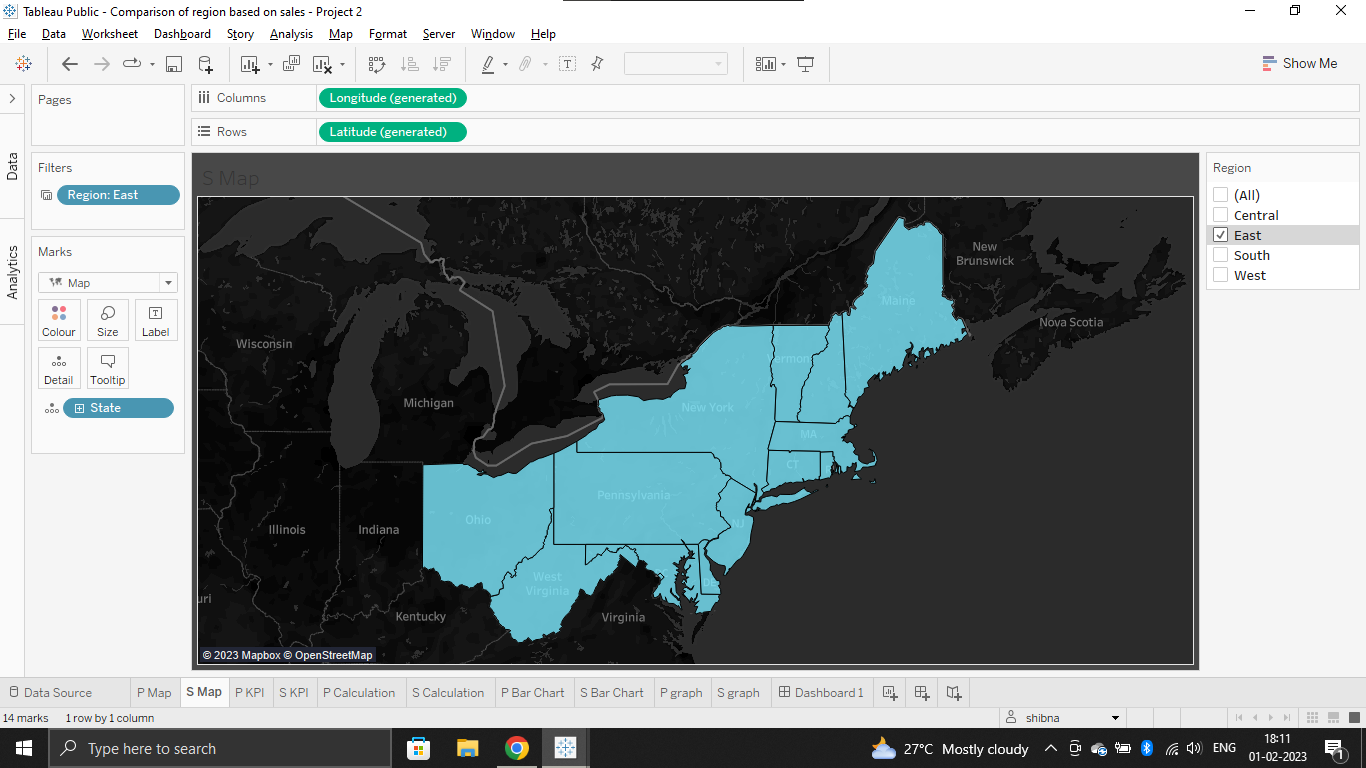 Tableau Public - Comparison of region based on sales - Project 2
File Data Worksheet Dashboard Story Analysis Map Format Server Window Help
Show Me
Pages
Columns Longitude (generated)
Rows Latitude (generated)
Data
Analytics
Filters
Region: East
Marks
Map
Colour Size Label
Detail Tooltip
State
S Map
New
Brunswick
Maine
Nova Scotia
Wisconsin
Vermont
Michigan
New York
MA
CT
Pennsylvania
Ohio
NJ
Illinois
Indiana
West
Virginia
DE
uri
Kentucky
Virginia
© 2023 Mapbox © OpenStreetMap
Region
(All)
Central
East
South
West
Data Source P Map S Map P KPI S KPI P Calculation S Calculation P Bar Chart S Bar Chart P graph S graph Dashboard 1
14 marks 1 row by 1 column shibna
Type here to search
27°C Mostly cloudy ENG
18:11
01-02-2023
1